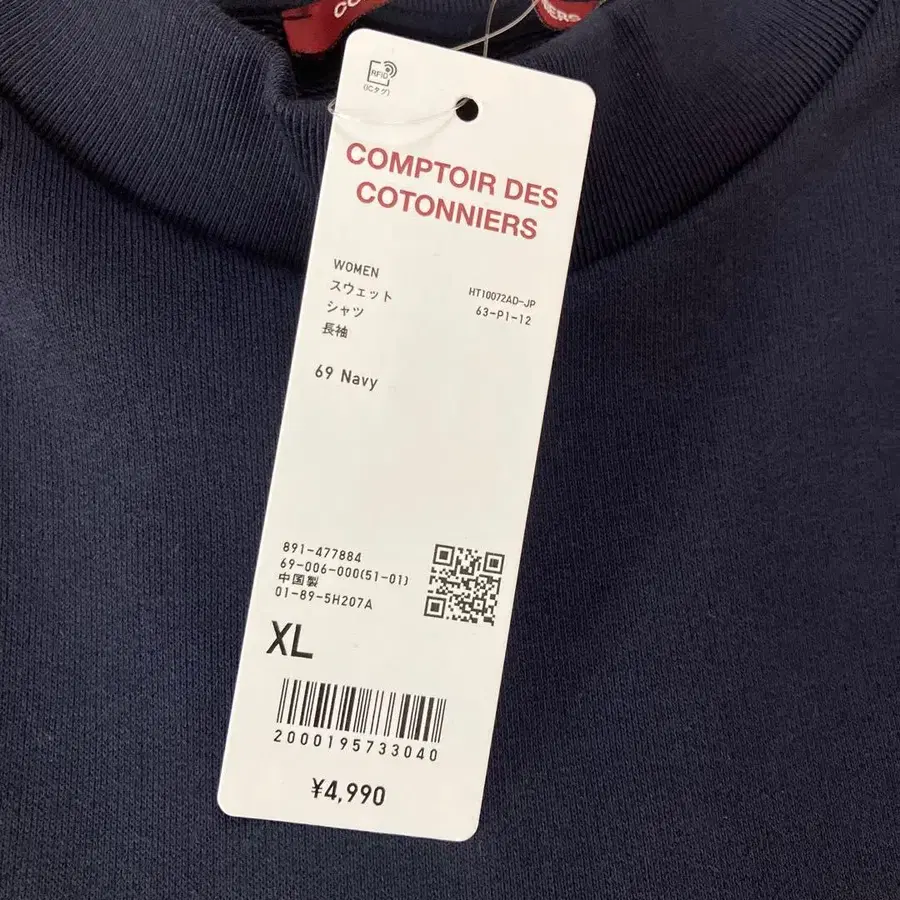 CO
NIERS
RFID
(ICタグ)
COMPTOIR DES
COTONNIERS
WOMEN
スウェット
シャツ
長袖
HT10072AD-JP
63-P1-12
69 Navy
891-477884
69-006-000(51-01)
中国製
01-89-5H207A
XL
2000195733040
¥4,990